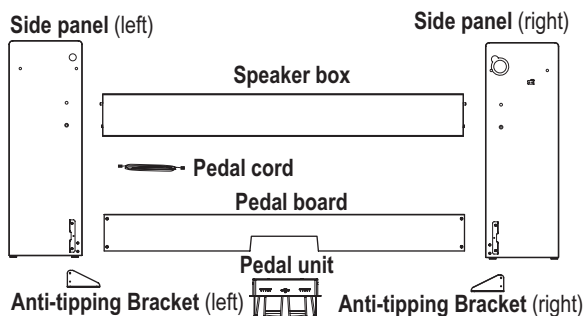 Side panel (left)
Side panel (right)
Speaker box
Pedal cord
Pedal board
Pedal unit
Anti-tipping Bracket (left)
Anti-tipping Bracket (right)